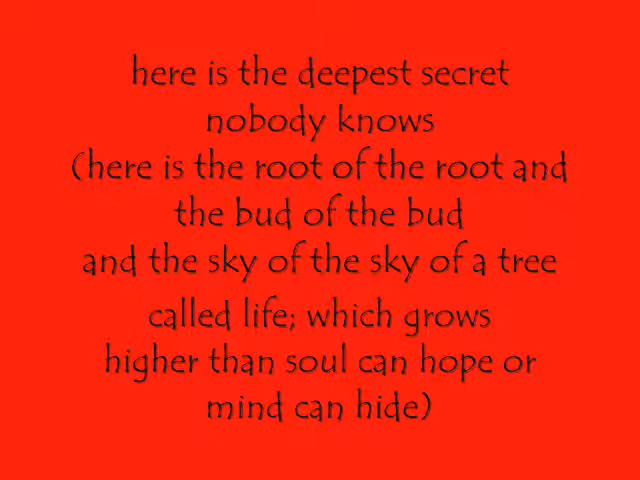 here is the deepest secret
nobody knows
(here is the root of the root and
the bud of the bud
and the sky of the sky of a tree
called life; which grows
higher than soul can hope or
mind can hide)